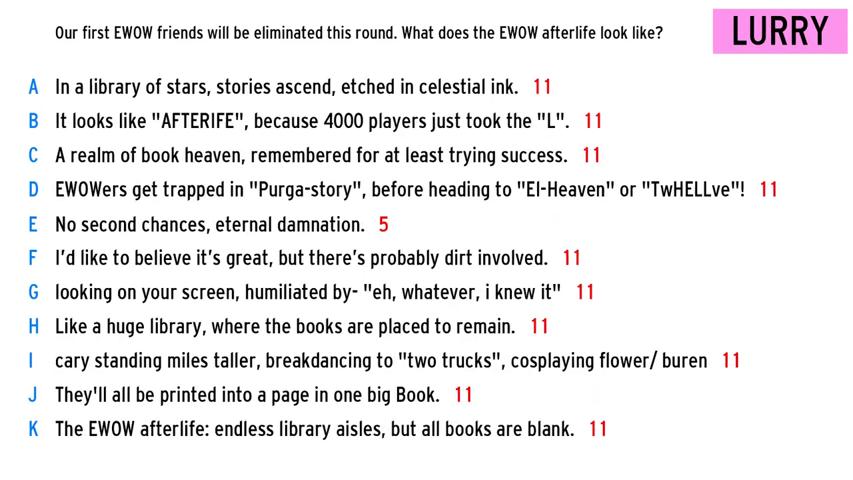 Our first EWOW friends will be eliminated this round. What does the EWOW afterlife look like?
LURRY
A In a library of stars, stories ascend, etched in celestial ink. 11
B It looks like "AFTERIFE", because 4000 players just took the "L". 11
C A realm of book heaven, remembered for at least trying success. 11
D EWOWers get trapped in "Purga-story", before heading to "El-Heaven" or "TwHELLve"! 11
E No second chances, eternal damnation. 5
F I'd like to believe it's great, but there's probably dirt involved. 11
G looking on your screen, humiliated by- "eh, whatever, i knew it" 11
H Like a huge library, where the books are placed to remain. 11
I cary standing miles taller, breakdancing to "two trucks", cosplaying flower/ buren 11
J They'll all be printed into a page in one big Book. 11
K The EWOW afterlife: endless library aisles, but all books are blank. 11